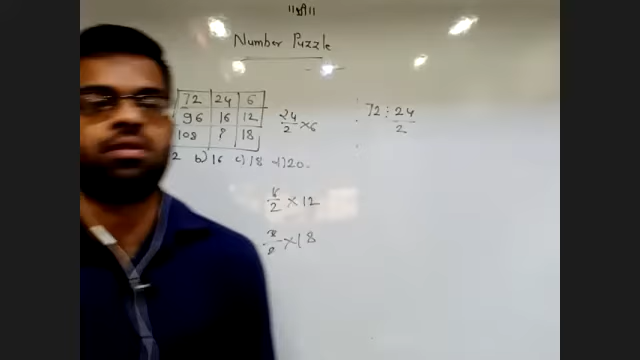 ॥श्री॥
Number Puzzle
72 24 6
96 16 12
108 ? 18
2 b) 16 c) 18 d) 20.
24/2 × 6
/2 × 12
× 18
72 : 24/2